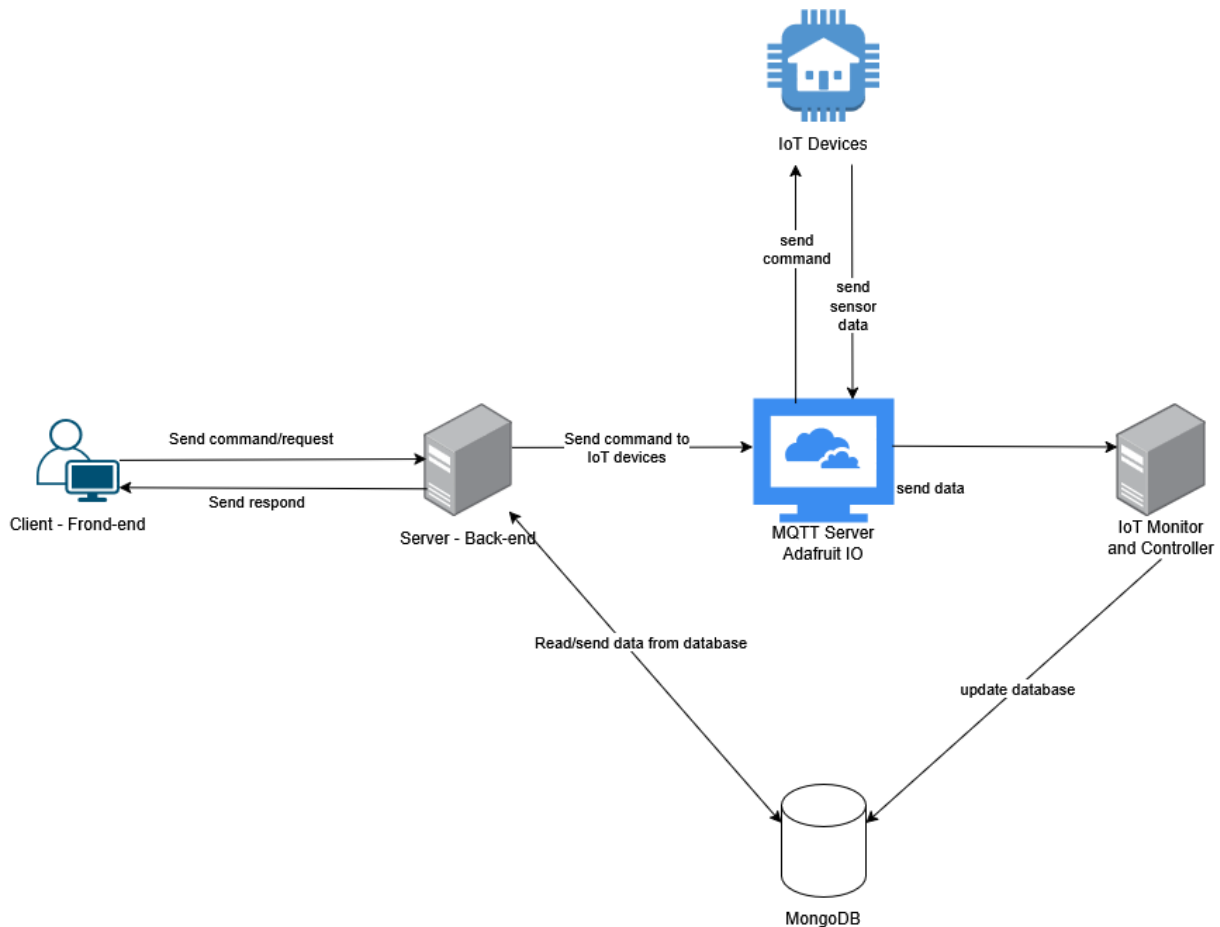 IoT Devices
send
command
send
sensor
data
Send command/request
Send respond
Client - Frond-end
Server - Back-end
Send command to
IoT devices
send data
MQTT Server
Adafruit IO
IoT Monitor
and Controller
Read/send data from database
update database
MongoDB